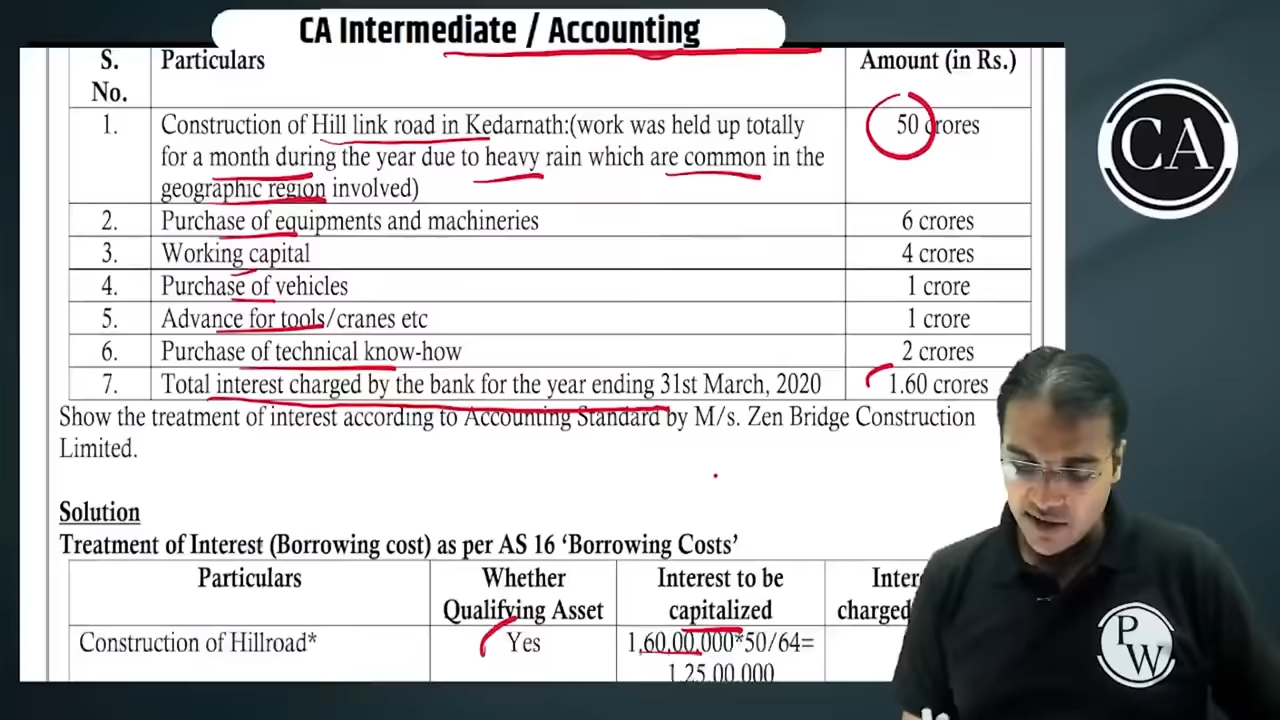 CA Intermediate / Accounting
S. No. Particulars Amount (in Rs.)
1. Construction of Hill link road in Kedarnath:(work was held up totally 50 crores
for a month during the year due to heavy rain which are common in the
geographic region involved)
2. Purchase of equipments and machineries 6 crores
3. Working capital 4 crores
4. Purchase of vehicles 1 crore
5. Advance for tools/cranes etc 1 crore
6. Purchase of technical know-how 2 crores
7. Total interest charged by the bank for the year ending 31st March, 2020 1.60 crores
Show the treatment of interest according to Accounting Standard by M/s. Zen Bridge Construction
Limited.
Solution
Treatment of Interest (Borrowing cost) as per AS 16 ‘Borrowing Costs’
Particulars Whether Interest to be
Qualifying Asset capitalized
Construction of Hillroad* Yes 1,60,00,000*50/64=
1,25,00,000
CA
PW